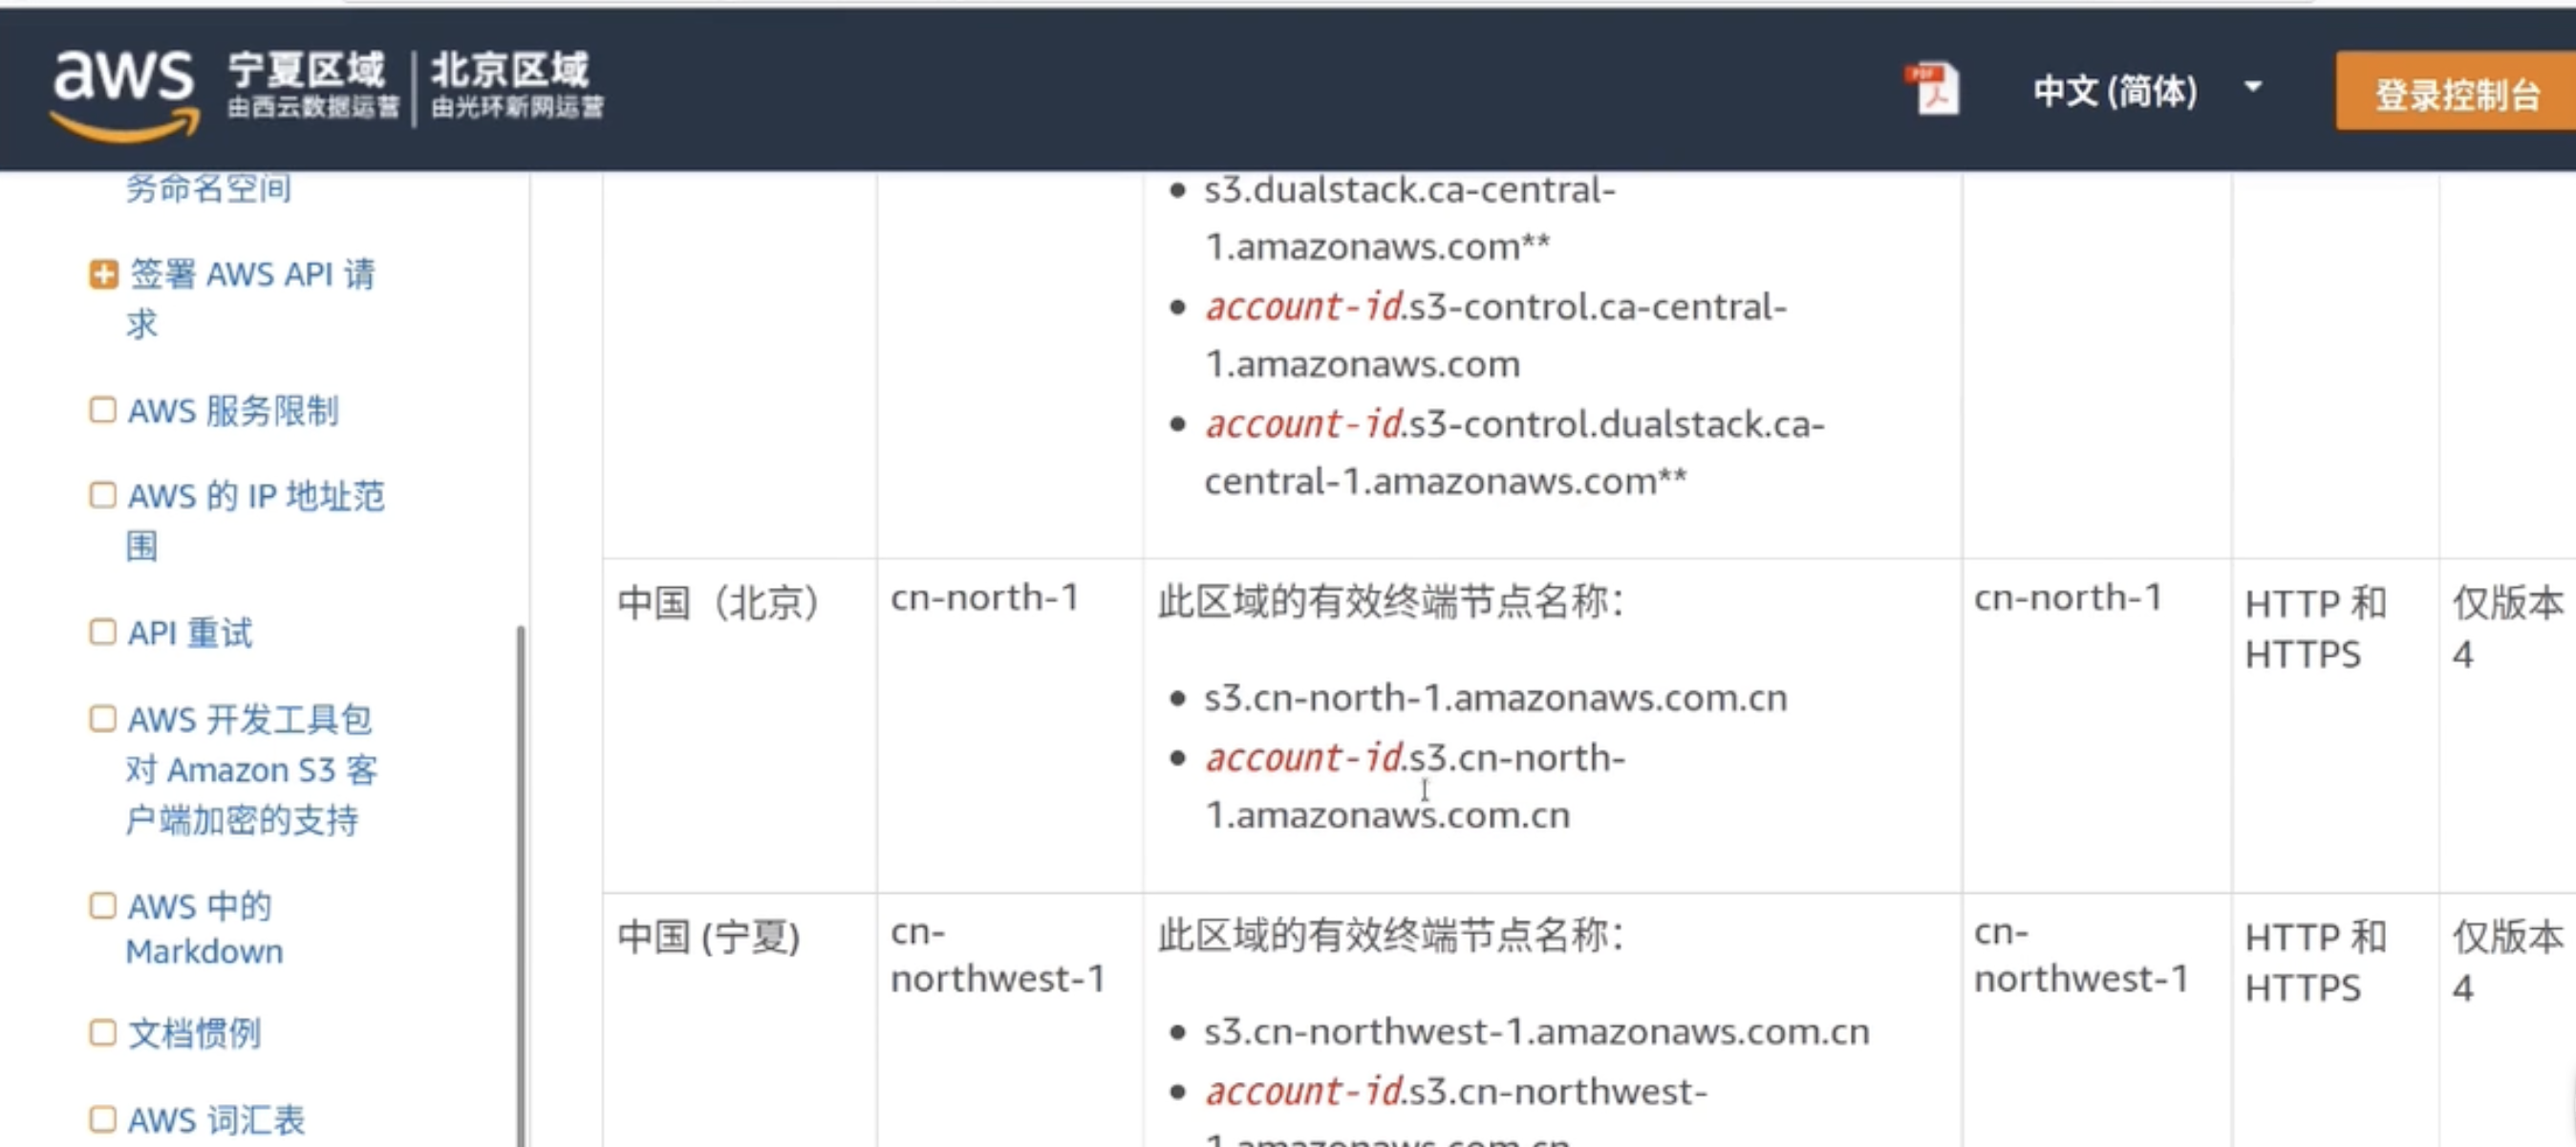 aws
宁夏区域
由西云数据运营
北京区域
由光环新网运营
PDF
中文 (简体)
登录控制台
务命名空间
签署 AWS API 请
求
AWS 服务限制
AWS 的 IP 地址范
围
API 重试
AWS 开发工具包
对 Amazon S3 客
户端加密的支持
AWS 中的
Markdown
文档惯例
AWS 词汇表
s3.dualstack.ca-central-
1.amazonaws.com**
account-id.s3-control.ca-central-
1.amazonaws.com
account-id.s3-control.dualstack.ca-
central-1.amazonaws.com**
中国（北京）
cn-north-1
此区域的有效终端节点名称：
s3.cn-north-1.amazonaws.com.cn
account-id.s3.cn-north-
1.amazonaws.com.cn
cn-north-1
HTTP 和
HTTPS
仅版本
4
中国 (宁夏)
cn-
northwest-1
此区域的有效终端节点名称：
s3.cn-northwest-1.amazonaws.com.cn
account-id.s3.cn-northwest-
1.amazonaws.com.cn
cn-
northwest-1
HTTP 和
HTTPS
仅版本
4